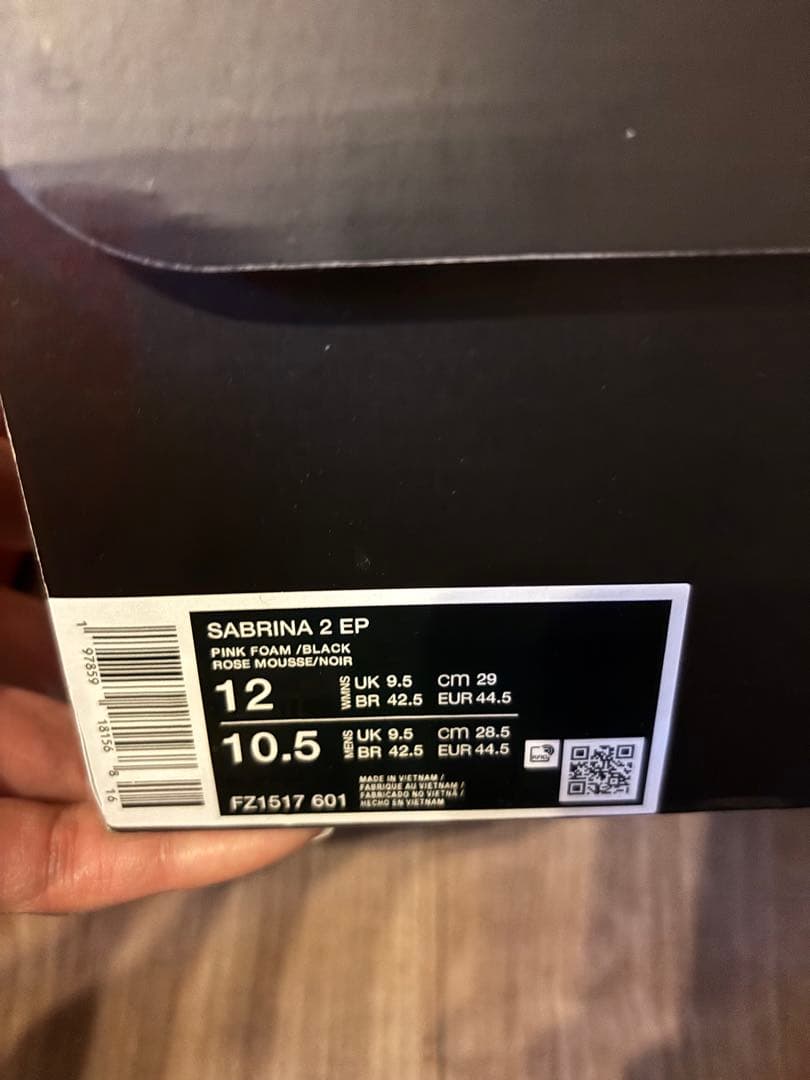 SABRINA 2 EP
PINK FOAM /BLACK
ROSE MOUSSE/NOIR
12 WMNS UK 9.5 CM 29
BR 42.5 EUR 44.5
10.5 MENS UK 9.5 CM 28.5
BR 42.5 EUR 44.5
FZ1517 601
MADE IN VIETNAM /
FABRIQUE AU VIETNAM /
FABRICADO NO VIETNÃ /
HECHO EN VIETNAM
RFID
1 97859 18156 8 16